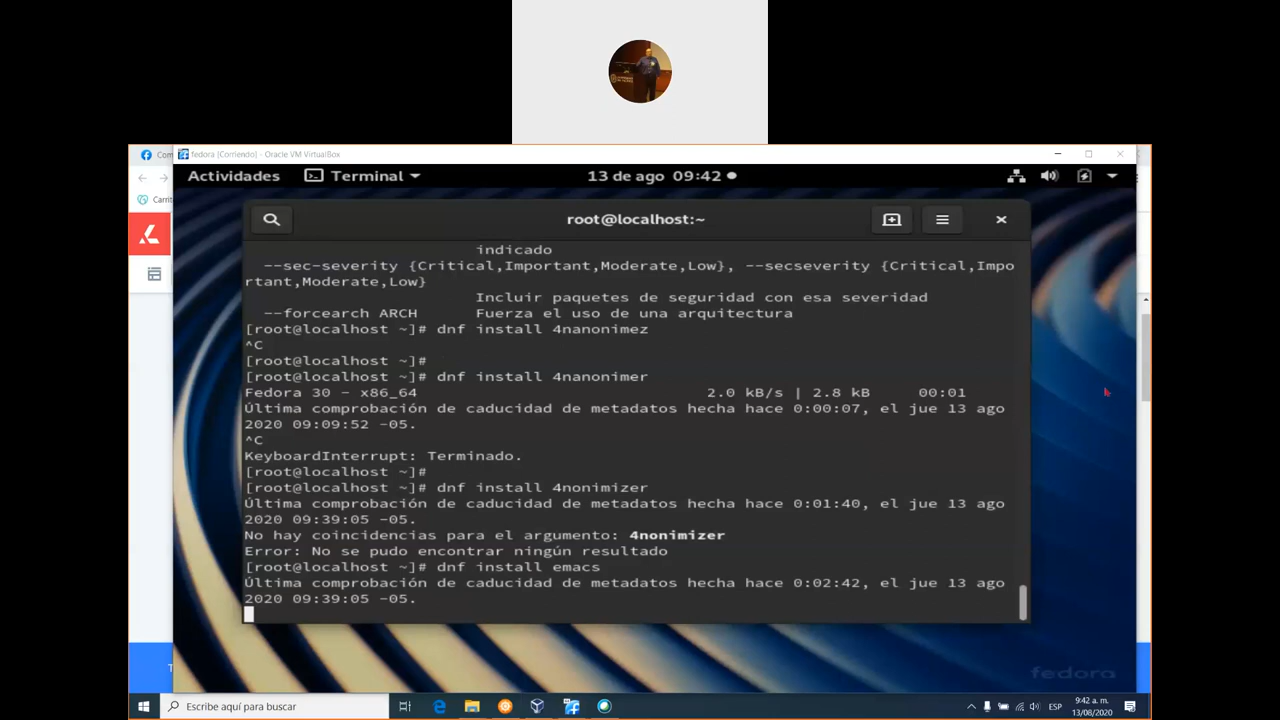 Com
fedora [Corriendo] - Oracle VM VirtualBox
Actividades
Terminal
13 de ago 09:42
Carrit
root@localhost:~
indicado
--sec-severity {Critical,Important,Moderate,Low}, --secseverity {Critical,Impo
rtant,Moderate,Low}
Incluir paquetes de seguridad con esa severidad
--forcearch ARCH Fuerza el uso de una arquitectura
[root@localhost ~]# dnf install 4nanonimez
^C
[root@localhost ~]#
[root@localhost ~]# dnf install 4nanonimer
Fedora 30 - x86_64 2.0 kB/s | 2.8 kB 00:01
Última comprobación de caducidad de metadatos hecha hace 0:00:07, el jue 13 ago
2020 09:09:52 -05.
^C
KeyboardInterrupt: Terminado.
[root@localhost ~]#
[root@localhost ~]# dnf install 4nonimizer
Última comprobación de caducidad de metadatos hecha hace 0:01:40, el jue 13 ago
2020 09:39:05 -05.
No hay coincidencias para el argumento: 4nonimizer
Error: No se pudo encontrar ningún resultado
[root@localhost ~]# dnf install emacs
Última comprobación de caducidad de metadatos hecha hace 0:02:42, el jue 13 ago
2020 09:39:05 -05.
fedora
Escribe aquí para buscar
ESP
9:42 a. m.
13/08/2020